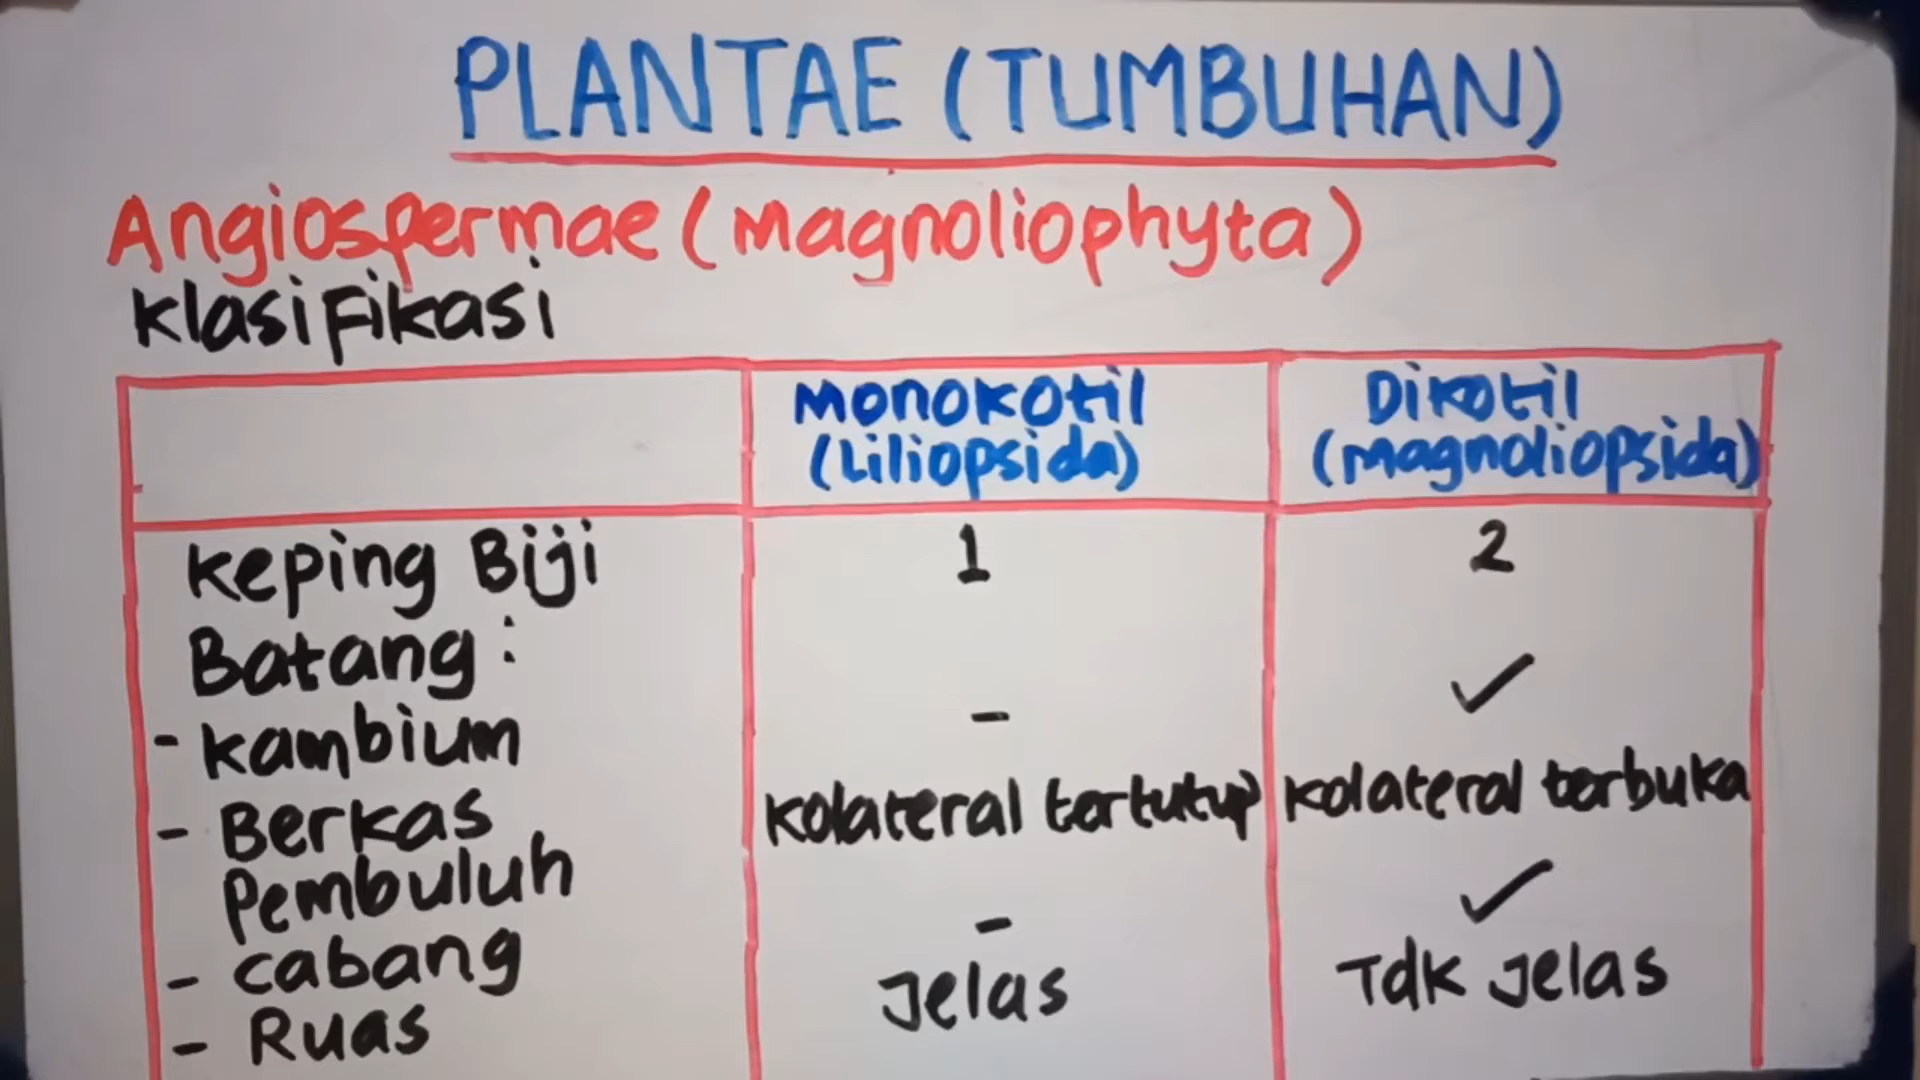 PLANTAE (TUMBUHAN)
Angiospermae (Magnoliophyta)
Klasifikasi
Monokotil Dikotil
(Liliopsida) (Magnoliopsida)
Keping Biji 1 2
Batang :
- Kambium - ✓
- Berkas Kolateral tertutup Kolateral terbuka
Pembuluh
- Cabang - ✓
- Ruas Jelas Tdk Jelas